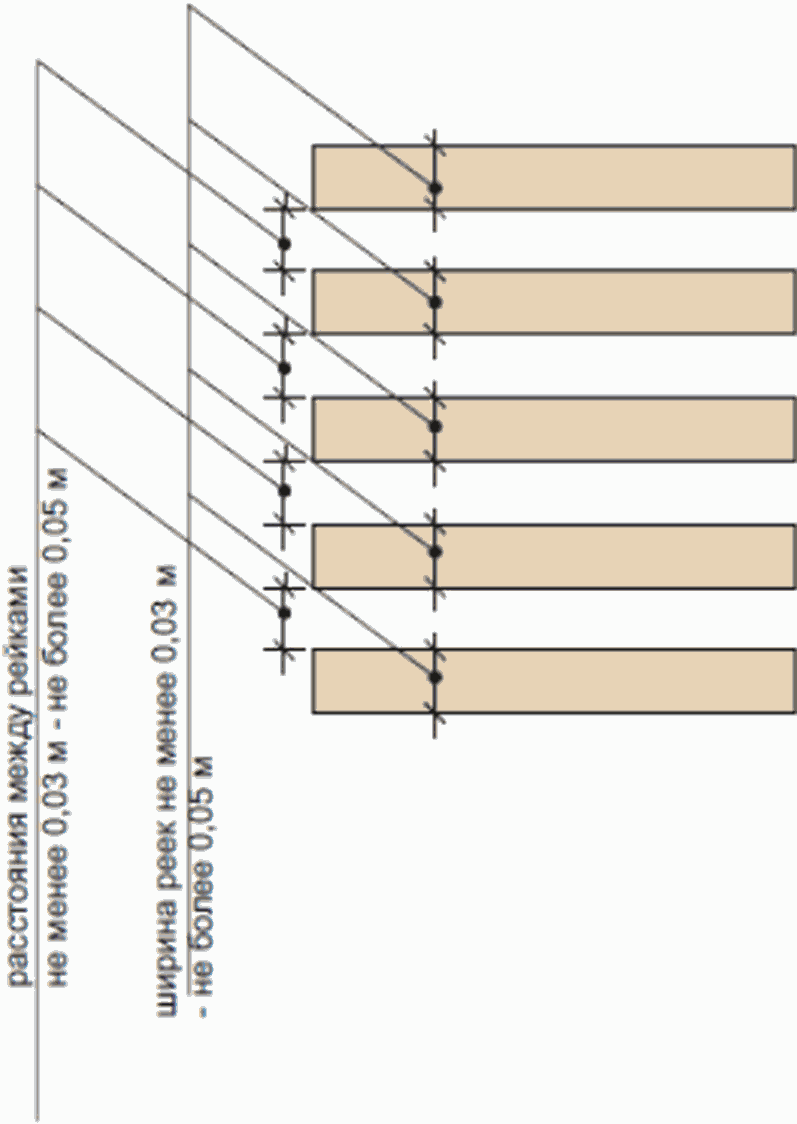 расстояния между рейками
не менее 0,03 м - не более 0,05 м
ширина реек не менее 0,03 м
- не более 0,05 м